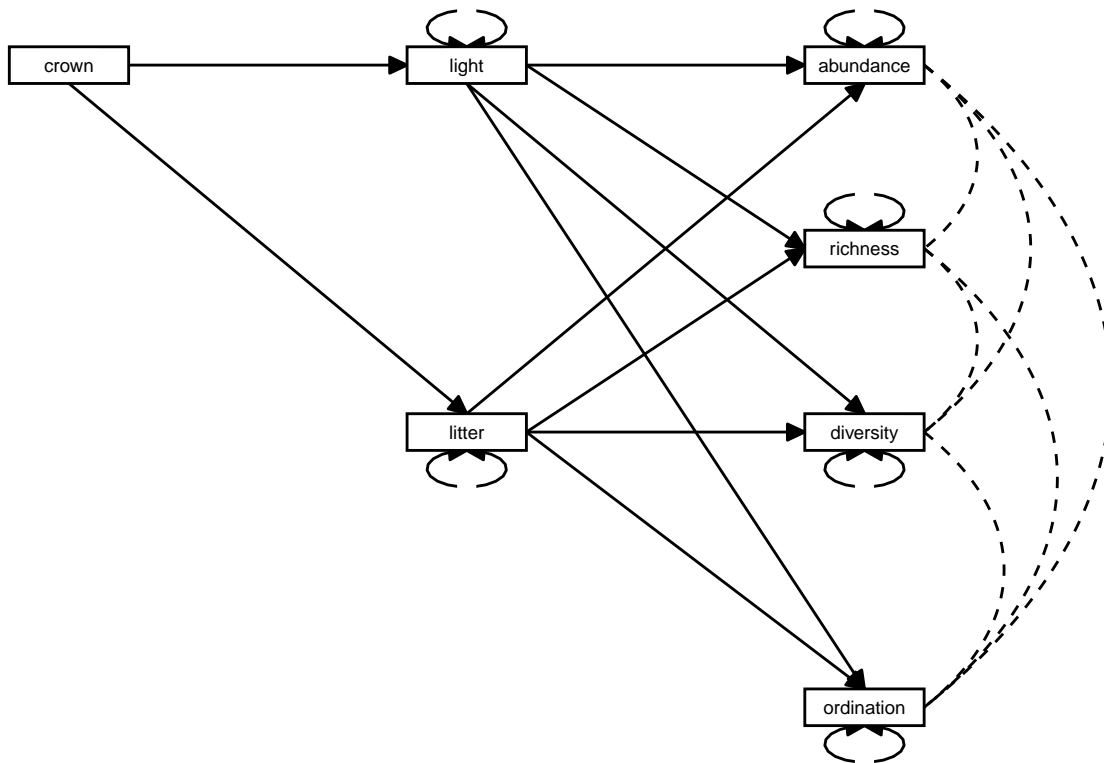 crown
light
abundance
richness
litter
diversity
ordination